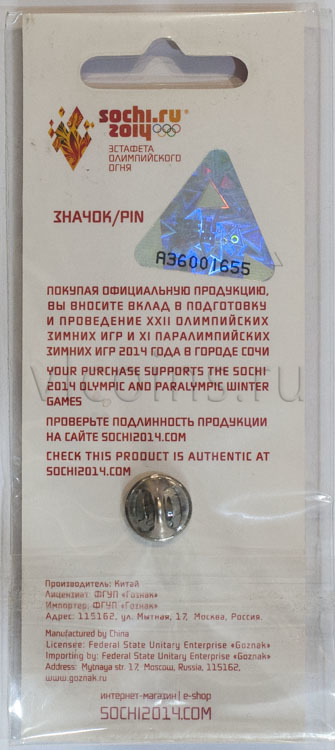 sochi.ru
2014
ЭСТАФЕТА
ОЛИМПИЙСКОГО
ОГНЯ
ЗНАЧОК/PIN
A36001655
ПОКУПАЯ ОФИЦИАЛЬНУЮ ПРОДУКЦИЮ,
ВЫ ВНОСИТЕ ВКЛАД В ПОДГОТОВКУ
И ПРОВЕДЕНИЕ XXII ОЛИМПИЙСКИХ
ЗИМНИХ ИГР И XI ПАРАЛИМПИЙСКИХ
ЗИМНИХ ИГР 2014 ГОДА В ГОРОДЕ СОЧИ
YOUR PURCHASE SUPPORTS THE SOCHI
2014 OLYMPIC AND PARALYMPIC WINTER
GAMES
ПРОВЕРЬТЕ ПОДЛИННОСТЬ ПРОДУКЦИИ
НА САЙТЕ SOCHI2014.COM
CHECK THIS PRODUCT IS AUTHENTIC AT
SOCHI2014.COM
Производитель: Китай
Лицензиат: ФГУП «Гознак»
Импортер: ФГУП «Гознак»
Адрес: 115162, ул. Мытная, 17, Москва, Россия.
Manufactured by China
Licensee: Federal State Unitary Enterprise «Goznak»
Importing by: Federal State Unitary Enterprise «Goznak»
Address: Mytnaya str. 17, Moscow, Russia, 115162.
www.goznak.ru
интернет-магазин | e-shop
SOCHI2014.COM